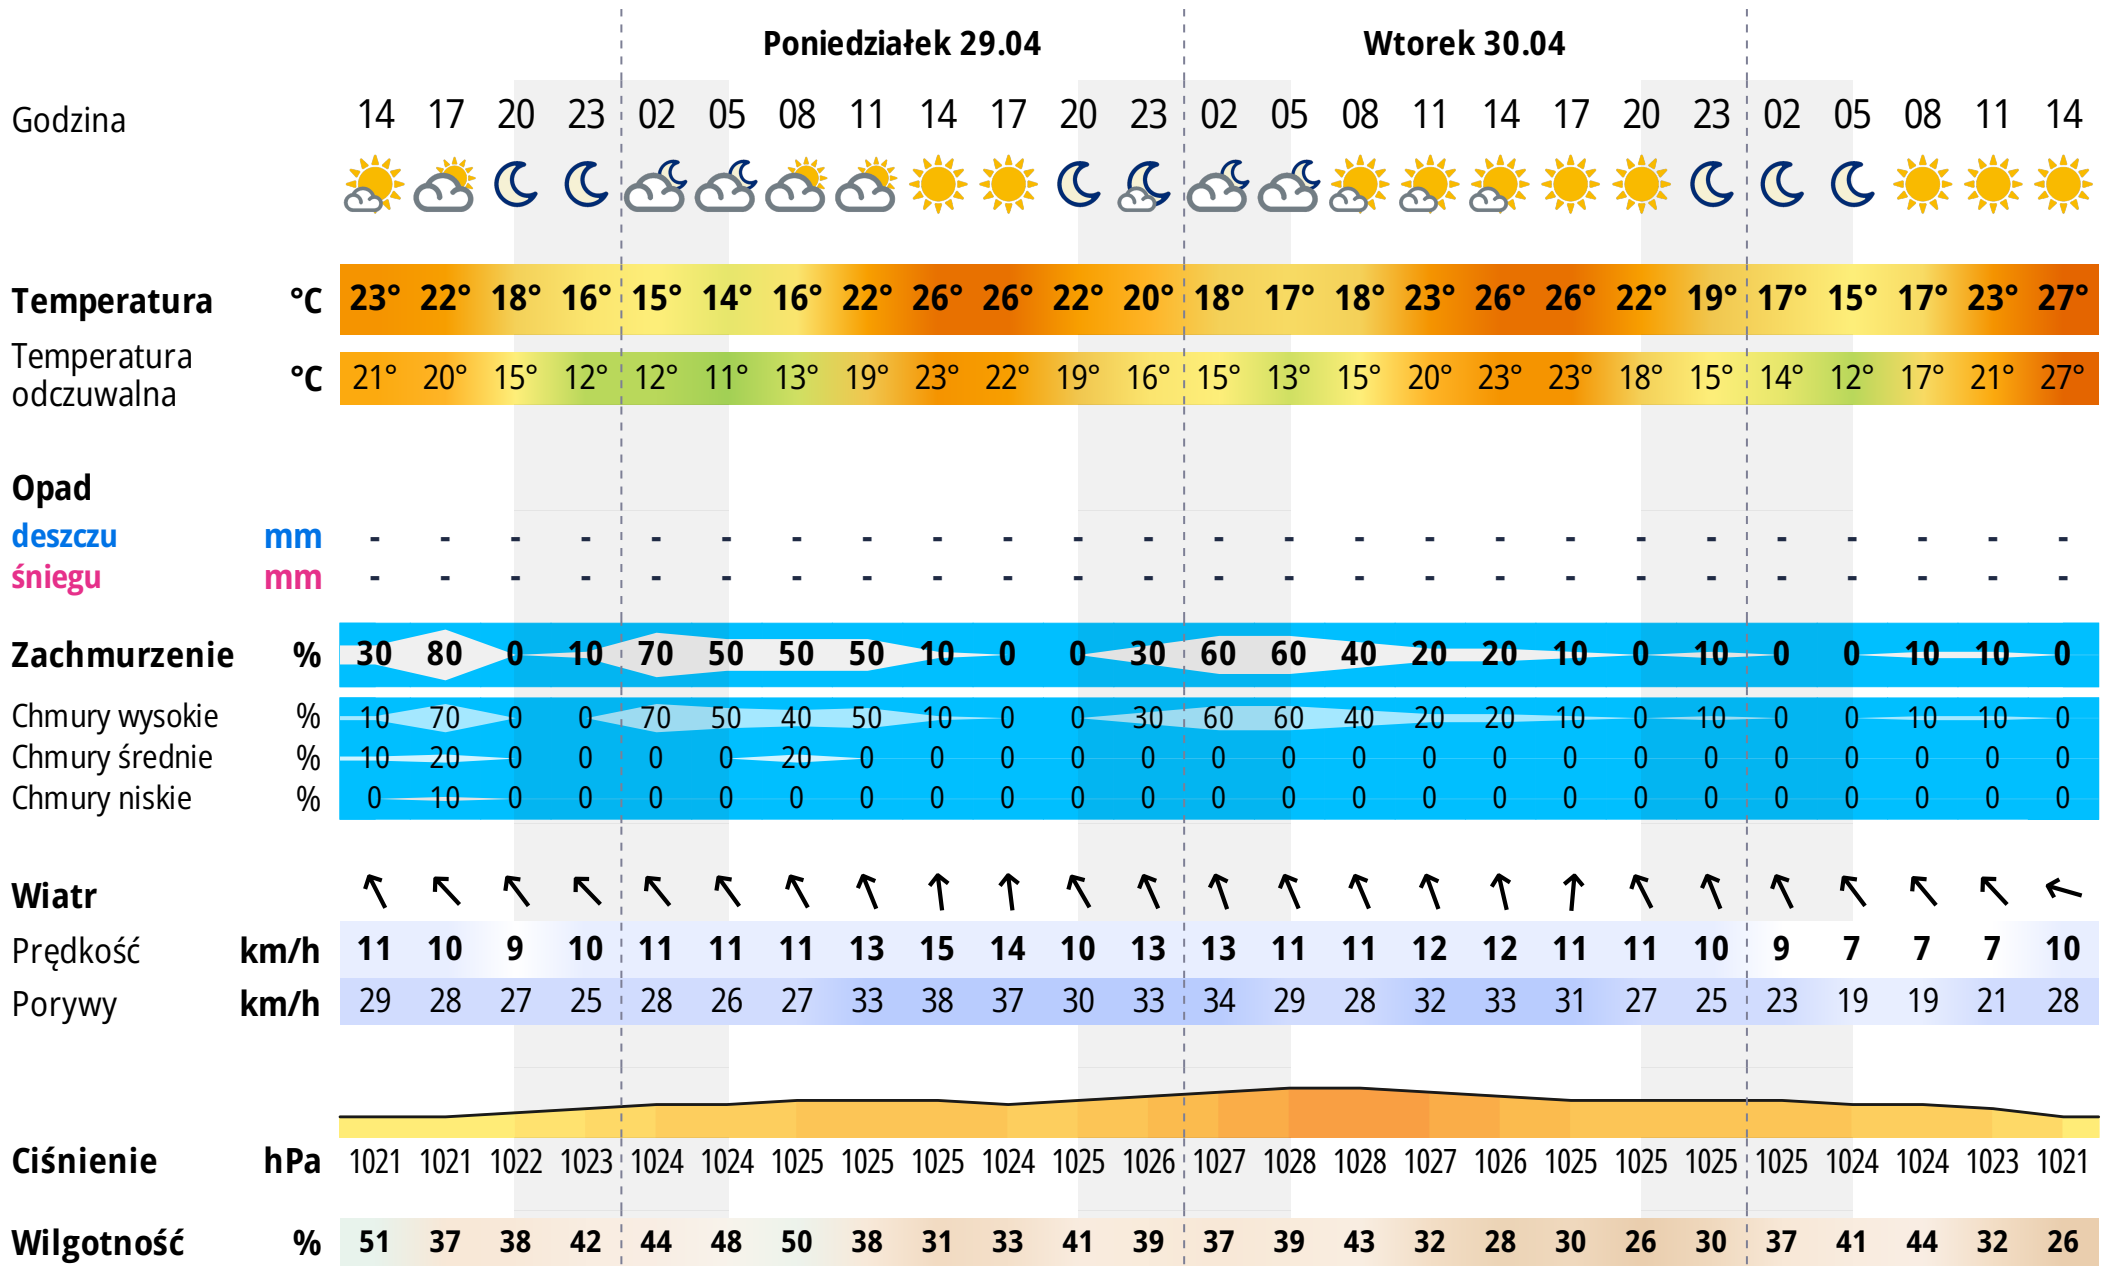 Poniedziałek 29.04 Wtorek 30.04
Godzina 14 17 20 23 02 05 08 11 14 17 20 23 02 05 08 11 14 17 20 23 02 05 08 11 14
Temperatura °C 23° 22° 18° 16° 15° 14° 16° 22° 26° 26° 22° 20° 18° 17° 18° 23° 26° 26° 22° 19° 17° 15° 17° 23° 27°
Temperatura
odczuwalna °C 21° 20° 15° 12° 12° 11° 13° 19° 23° 22° 19° 16° 15° 13° 15° 20° 23° 23° 18° 15° 14° 12° 17° 21° 27°
Opad
deszczu mm - - - - - - - - - - - - - - - - - - - - - - - - -
śniegu mm - - - - - - - - - - - - - - - - - - - - - - - - -
Zachmurzenie % 30 80 0 10 70 50 50 50 10 0 0 30 60 60 40 20 20 10 0 10 0 0 10 10 0
Chmury wysokie % 10 70 0 0 70 50 40 50 10 0 0 30 60 60 40 20 20 10 0 10 0 0 10 10 0
Chmury średnie % 10 20 0 0 0 0 20 0 0 0 0 0 0 0 0 0 0 0 0 0 0 0 0 0 0
Chmury niskie % 0 10 0 0 0 0 0 0 0 0 0 0 0 0 0 0 0 0 0 0 0 0 0 0 0
Wiatr
Prędkość km/h 11 10 9 10 11 11 11 13 15 14 10 13 13 11 11 12 12 11 11 10 9 7 7 7 10
Porywy km/h 29 28 27 25 28 26 27 33 38 37 30 33 34 29 28 32 33 31 27 25 23 19 19 21 28
Ciśnienie hPa 1021 1021 1022 1023 1024 1024 1025 1025 1025 1024 1025 1026 1027 1028 1028 1027 1026 1025 1025 1025 1025 1024 1024 1023 1021
Wilgotność % 51 37 38 42 44 48 50 38 31 33 41 39 37 39 43 32 28 30 26 30 37 41 44 32 26